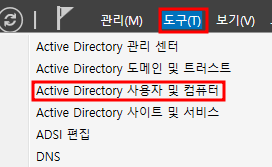 관리(M) 도구(T) 보기(V)
Active Directory 관리 센터
Active Directory 도메인 및 트러스트
Active Directory 사용자 및 컴퓨터
Active Directory 사이트 및 서비스
ADSI 편집
DNS